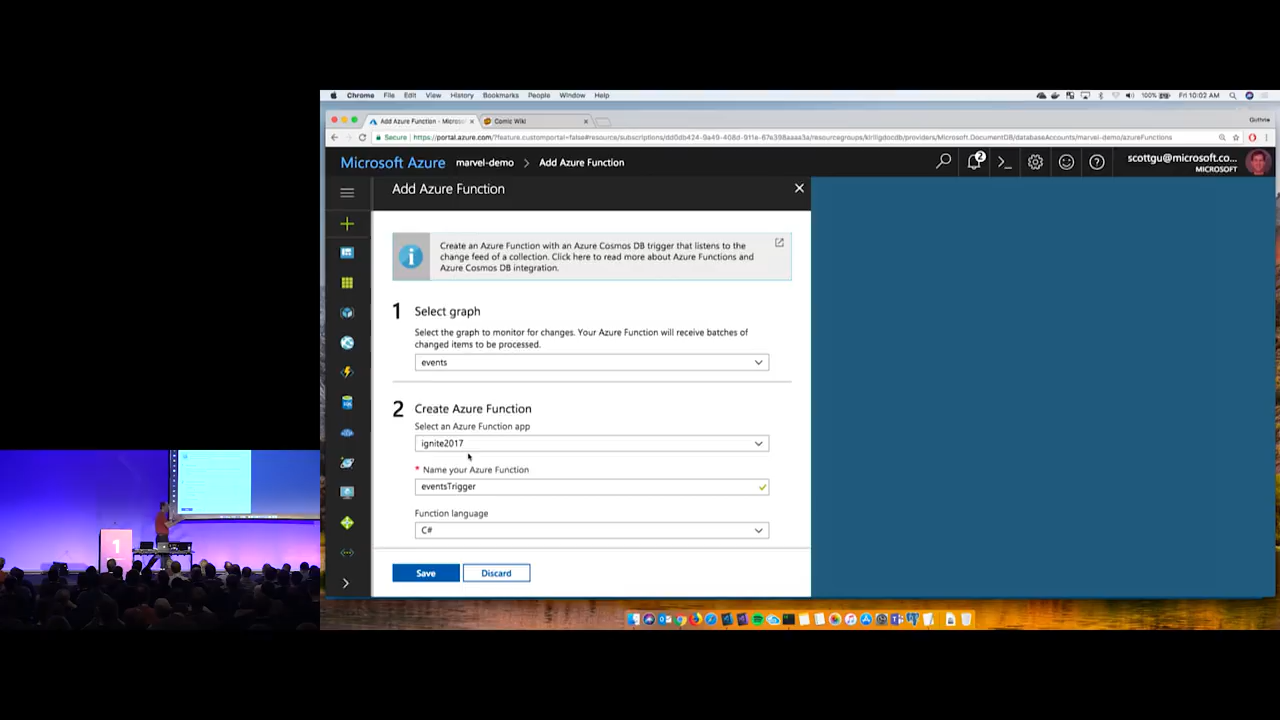 Chrome File Edit View History Bookmarks People Window Help
100% Fri 10:02 AM
Add Azure Function - Microso
Comic Wiki
Guthrie
Secure
Microsoft Azure marvel-demo > Add Azure Function
2
scottgu@microsoft.co...
MICROSOFT
Add Azure Function
Create an Azure Function with an Azure Cosmos DB trigger that listens to the
change feed of a collection. Click here to read more about Azure Functions and
Azure Cosmos DB integration.
1 Select graph
Select the graph to monitor for changes. Your Azure Function will receive batches of
changed items to be processed.
events
2 Create Azure Function
Select an Azure Function app
ignite2017
* Name your Azure Function
eventsTrigger
Function language
C#
Save Discard
1